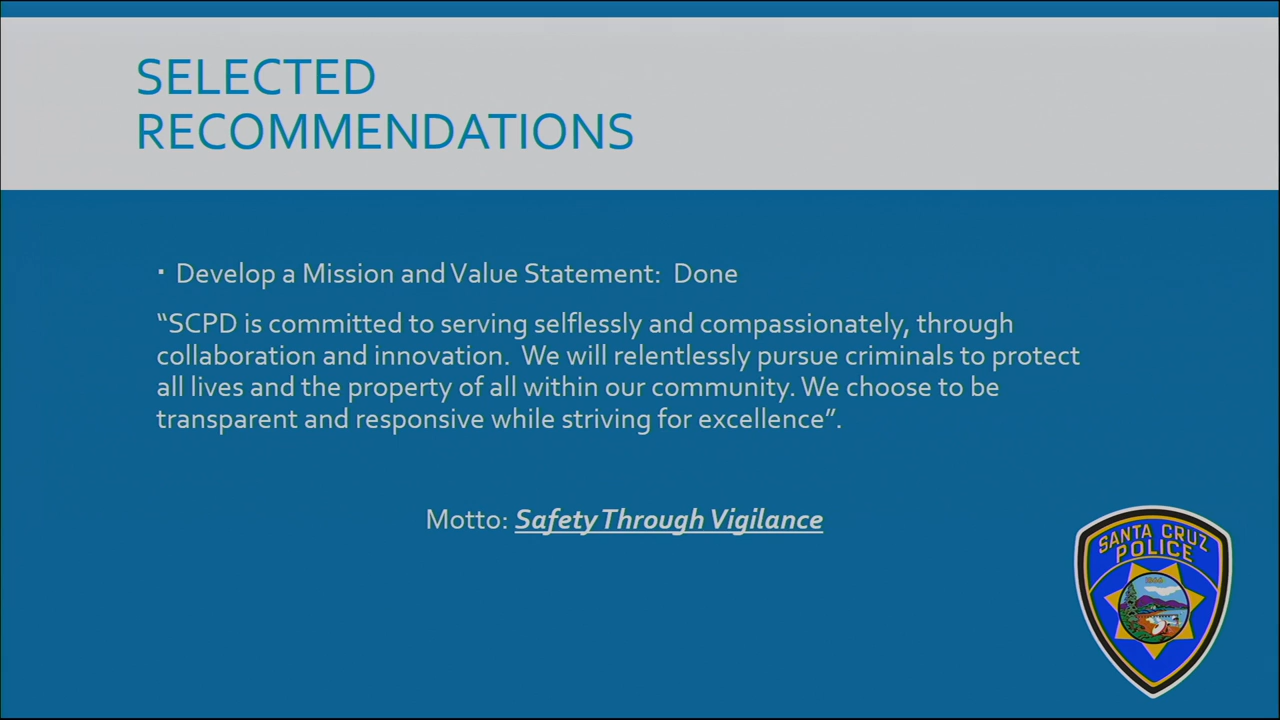 SELECTED
RECOMMENDATIONS
▪ Develop a Mission and Value Statement: Done
“SCPD is committed to serving selflessly and compassionately, through
collaboration and innovation. We will relentlessly pursue criminals to protect
all lives and the property of all within our community. We choose to be
transparent and responsive while striving for excellence”.
Motto: Safety Through Vigilance
SANTA CRUZ
POLICE
1866